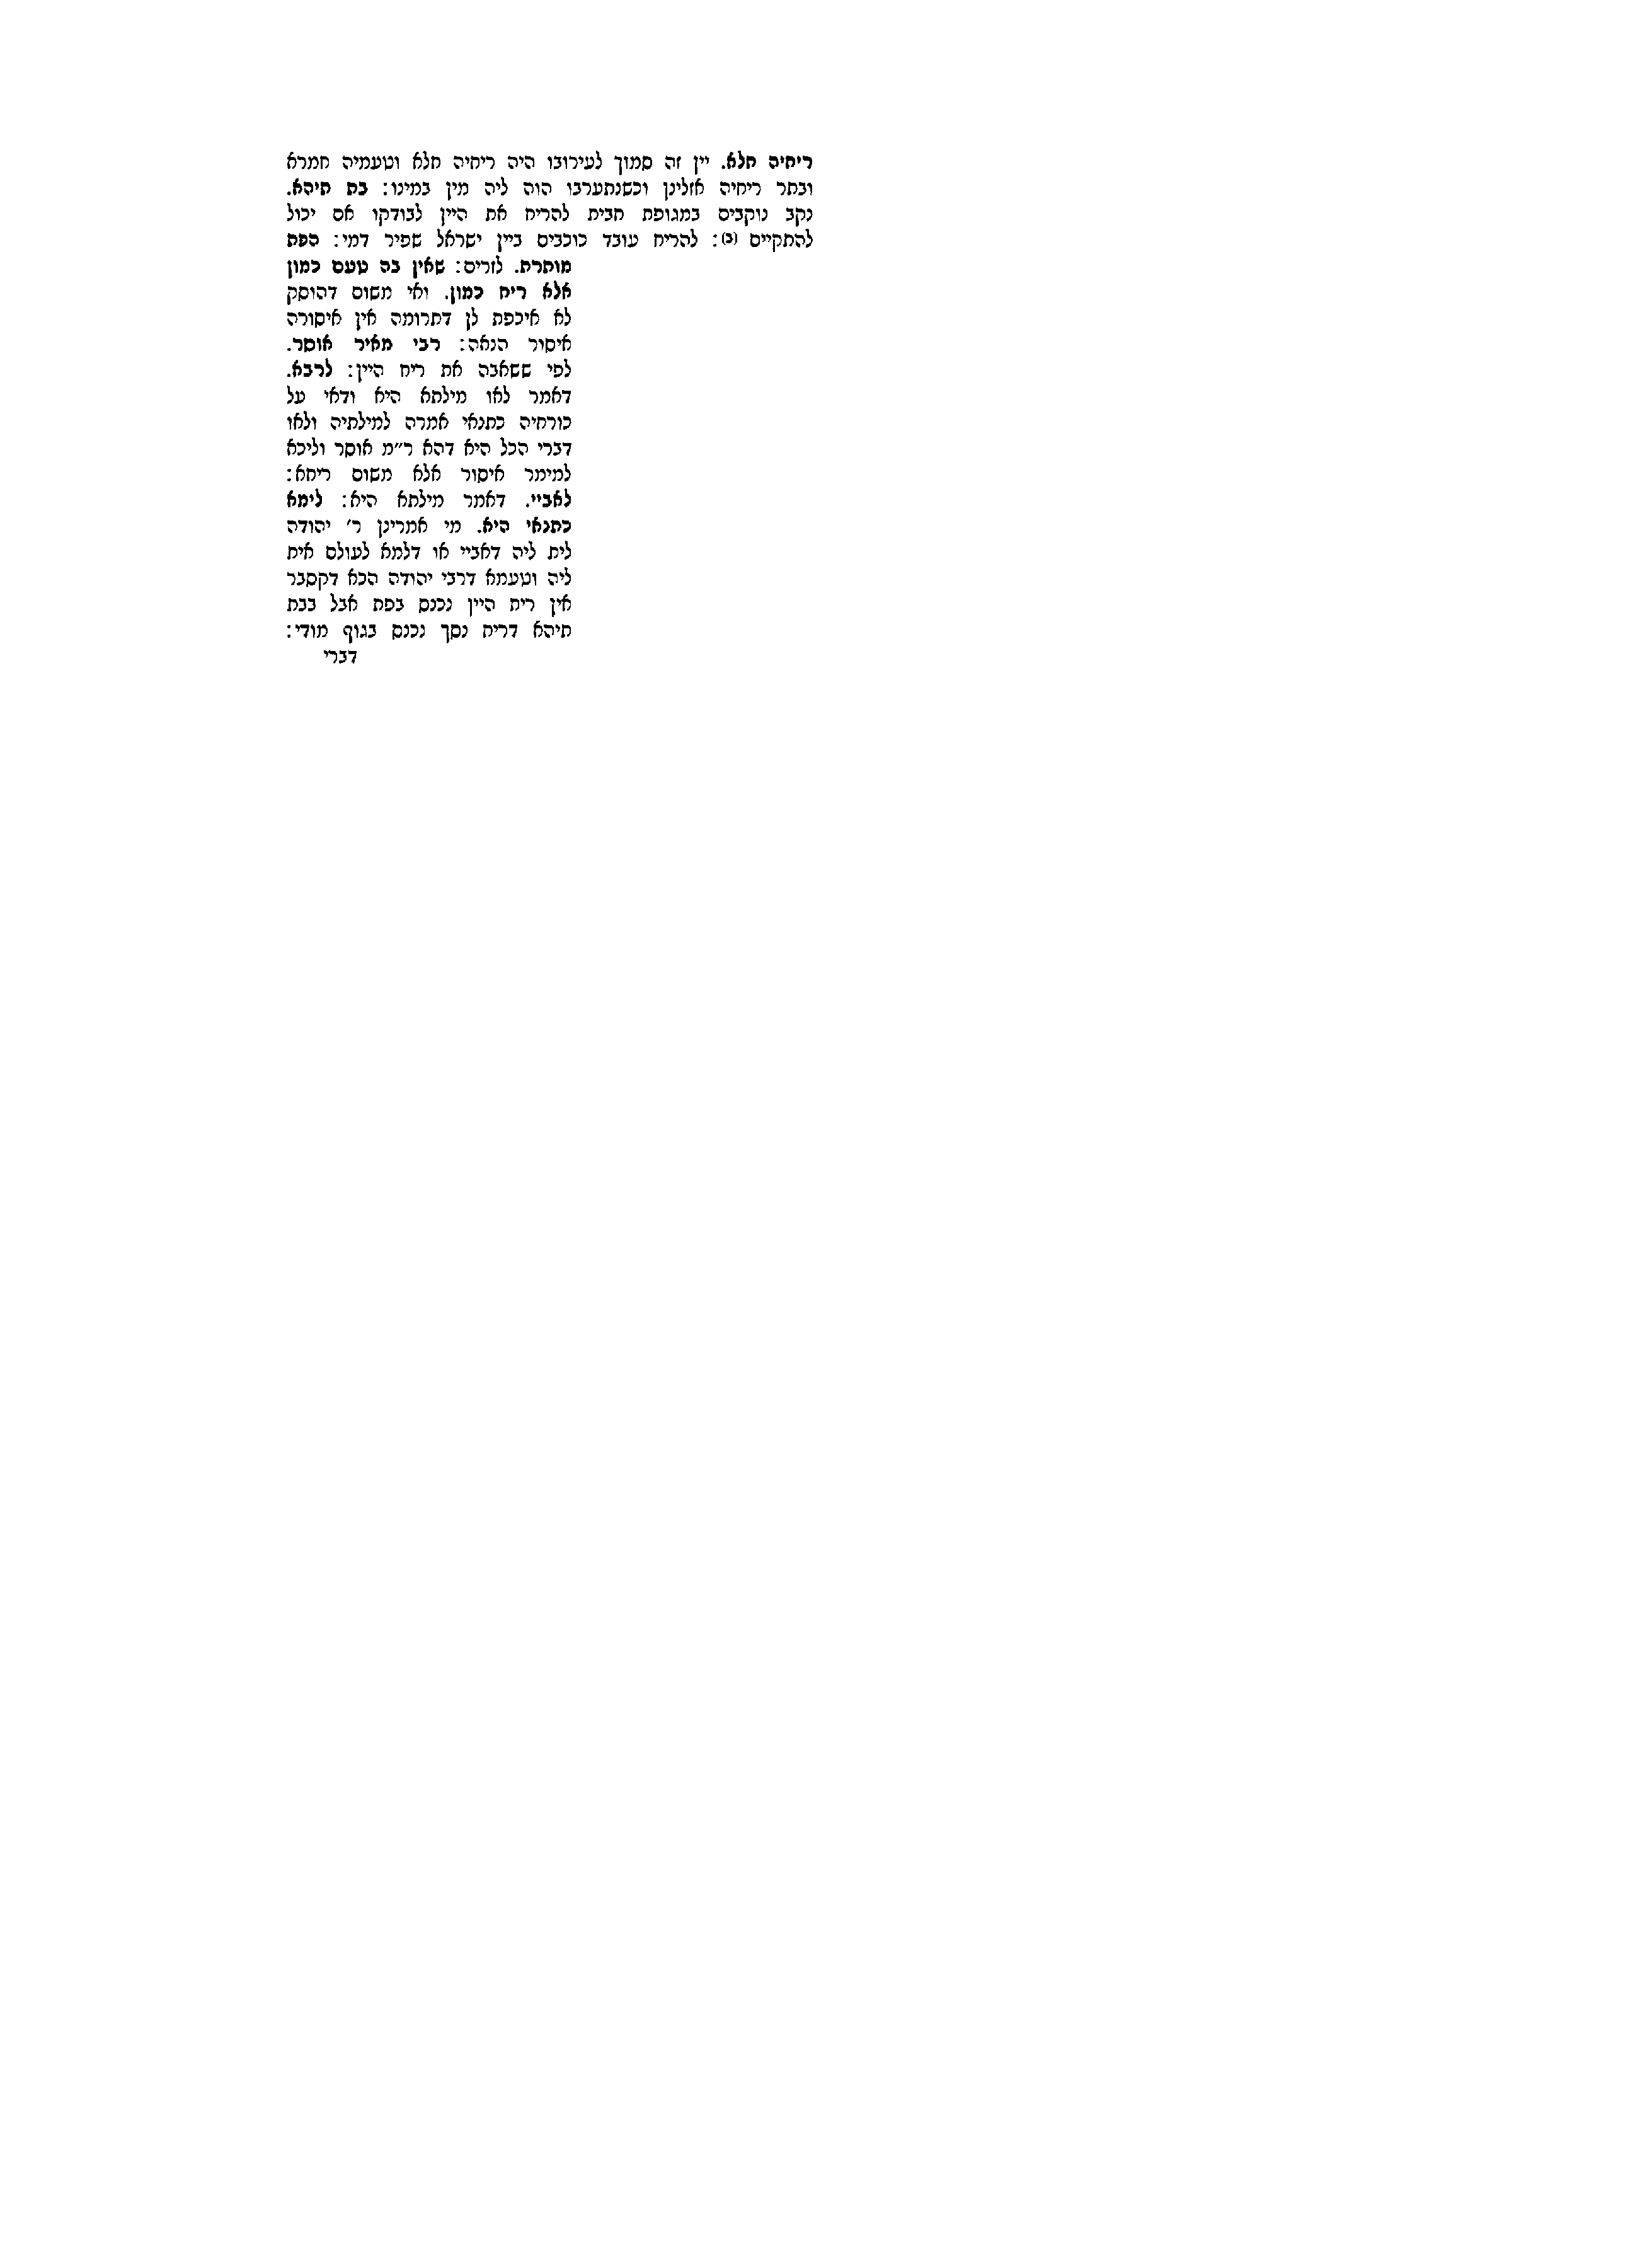 ריחיה חלא. יין זה סמוך לעירובו היה ריחיה חלא וטעמיה חמרא
ובתר ריחיה אזלינן וכשנתערבו הוה ליה מין במינו: בת תיהא.
נקב נוקבים במגופת חבית להריח את היין לבודקו אם יכול
להתקיים (ב): להריח עובד כוכבים ביין ישראל שפיר דמי: הפת
מותרת. לזרים: שאין בה טעם כמון
אלא ריח כמון. ואי משום דהוסק
לא איכפת לן דתרומה אין איסורה
איסור הנאה: רבי מאיר אוסר.
לפי ששאבה את ריח היין: לרבא.
דאמר לאו מילתא היא ודאי על
כורחיה כתנאי אמרה למילתיה ולאו
דברי הכל היא דהא ר״מ אוסר וליכא
למימר איסור אלא משום ריחא:
לאביי. דאמר מילתא היא: לימא
כתנאי היא. מי אמרינן ר׳ יהודה
לית ליה דאביי או דלמא לעולם אית
ליה וטעמא דרבי יהודה הכא דקסבר
אין ריח היין נכנס בפת אבל בבת
תיהא דריח נסך נכנס בגוף מודי:
דברי